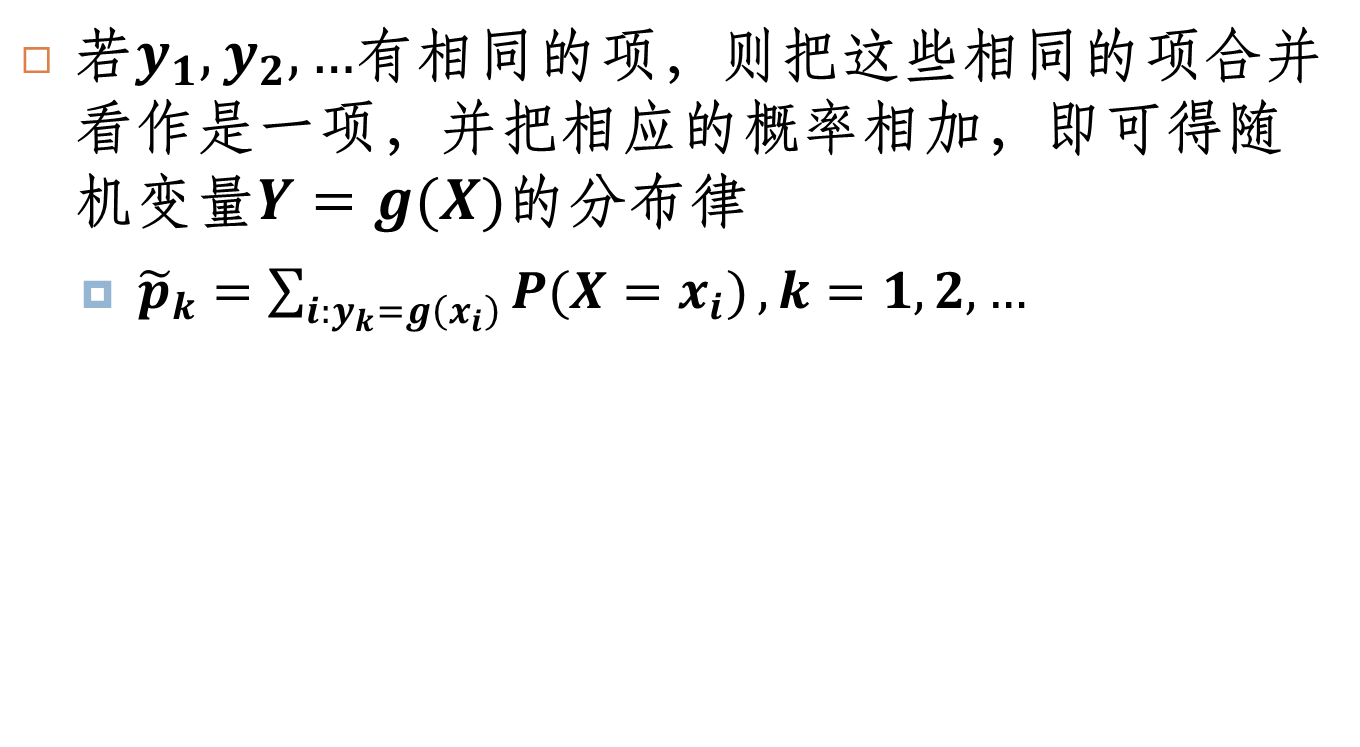 若y₁, y₂, …有相同的项，则把这些相同的项合并
看作是一项，并把相应的概率相加，即可得随
机变量Y = g(X)的分布律
p̃ₖ = ∑_{i:yₖ=g(xᵢ)} P(X = xᵢ), k = 1, 2, …